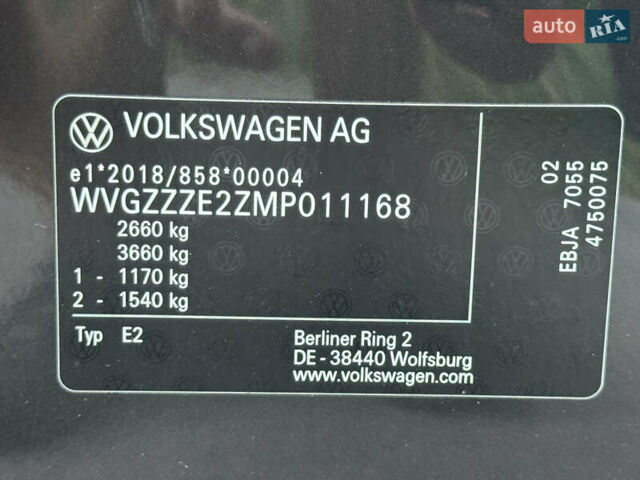 auto RIA
.com
VOLKSWAGEN AG
e1*2018/858*00004
WVGZZZE2ZMP011168
2660 kg
3660 kg
1 - 1170 kg
2 - 1540 kg
Typ E2
Berliner Ring 2
DE - 38440 Wolfsburg
www.volkswagen.com
02
EBJA 7055
4750075